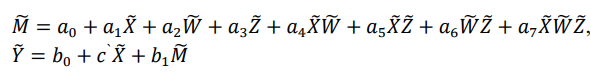 M̃ = a₀ + a₁X̃ + a₂W̃ + a₃Z̃ + a₄X̃W̃ + a₅X̃Z̃ + a₆W̃Z̃ + a₇X̃W̃Z̃,
Ỹ = b₀ + c`X̃ + b₁M̃